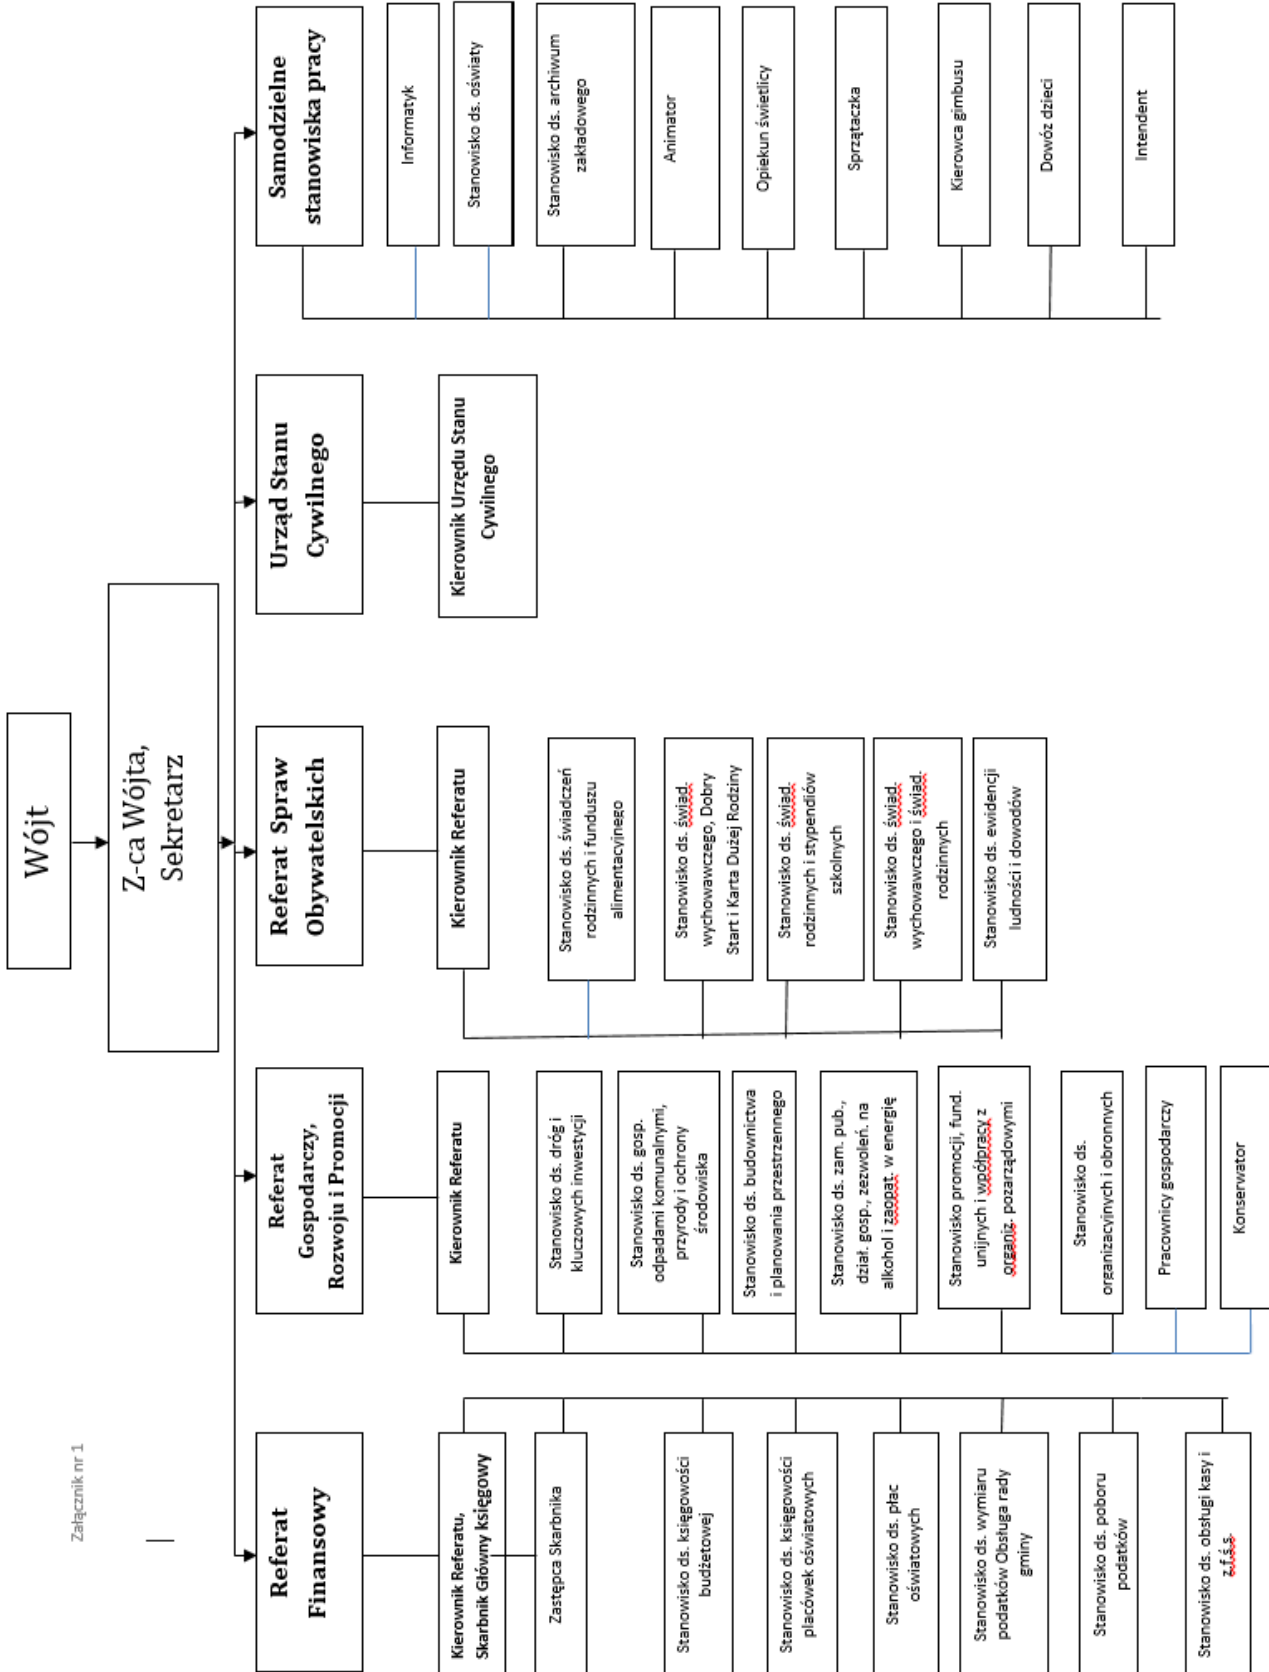 Załącznik nr 1
Wójt
Z-ca Wójta,
Sekretarz
Referat
Finansowy
Kierownik Referatu,
Skarbnik Główny księgowy
Zastępca Skarbnika
Stanowisko ds. księgowości
budżetowej
Stanowisko ds. księgowości
placówek oświatowych
Stanowisko ds. płac
oświatowych
Stanowisko ds. wymiaru
podatków Obsługa rady
gminy
Stanowisko ds. poboru
podatków
Stanowisko ds. obsługi kasy i
z.f.ś.s.
Referat
Gospodarczy,
Rozwoju i Promocji
Kierownik Referatu
Stanowisko ds. dróg i
kluczowych inwestycji
Stanowisko ds. gosp.
odpadami komunalnymi,
przyrody i ochrony
środowiska
Stanowisko ds. budownictwa
i planowania przestrzennego
Stanowisko ds. zam. pub.,
dział. gosp., zezwoleń. na
alkohol i zaopat. w energię
Stanowisko promocji, fund.
unijnych i wpółpracy z
organiz. pozarządowymi
Stanowisko ds.
organizacyjnych i obronnych
Pracownicy gospodarczy
Konserwator
Referat Spraw
Obywatelskich
Kierownik Referatu
Stanowisko ds. świadczeń
rodzinnych i funduszu
alimentacyjnego
Stanowisko ds. świad.
wychowawczego, Dobry
Start i Karta Dużej Rodziny
Stanowisko ds. świad.
rodzinnych i stypendiów
szkolnych
Stanowisko ds. świad.
wychowawczego i świad.
rodzinnych
Stanowisko ds. ewidencji
ludności i dowodów
Urząd Stanu
Cywilnego
Kierownik Urzędu Stanu
Cywilnego
Samodzielne
stanowiska pracy
Informatyk
Stanowisko ds. oświaty
Stanowisko ds. archiwum
zakładowego
Animator
Opiekun świetlicy
Sprzątaczka
Kierowca gimbusu
Dowóz dzieci
Intendent